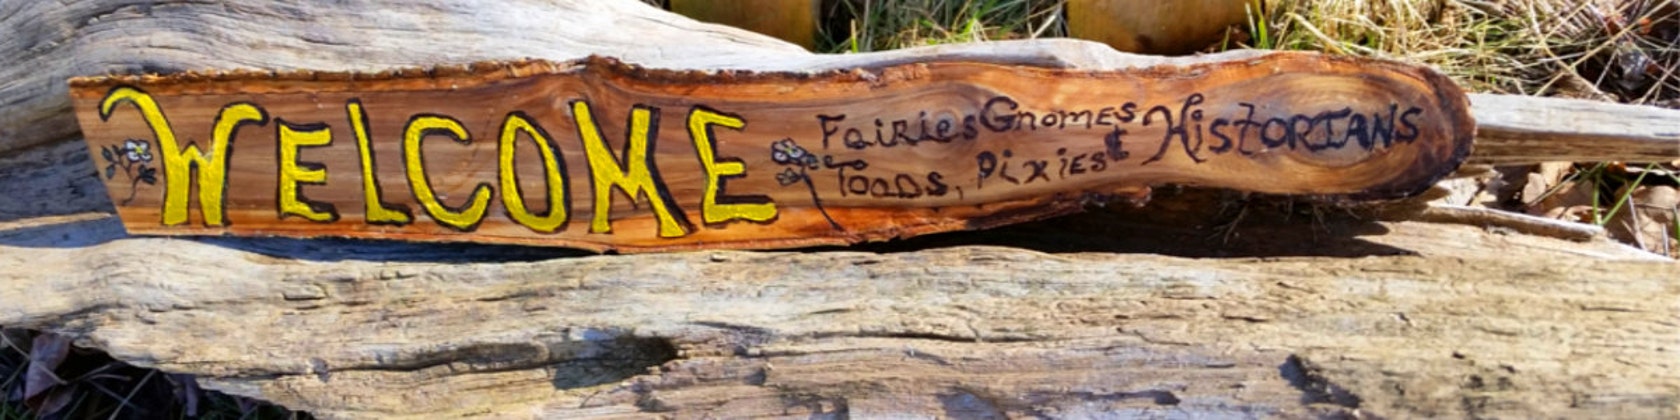 WELCOME
Fairies Gnomes
Toads, Pixies & HisTORIANS